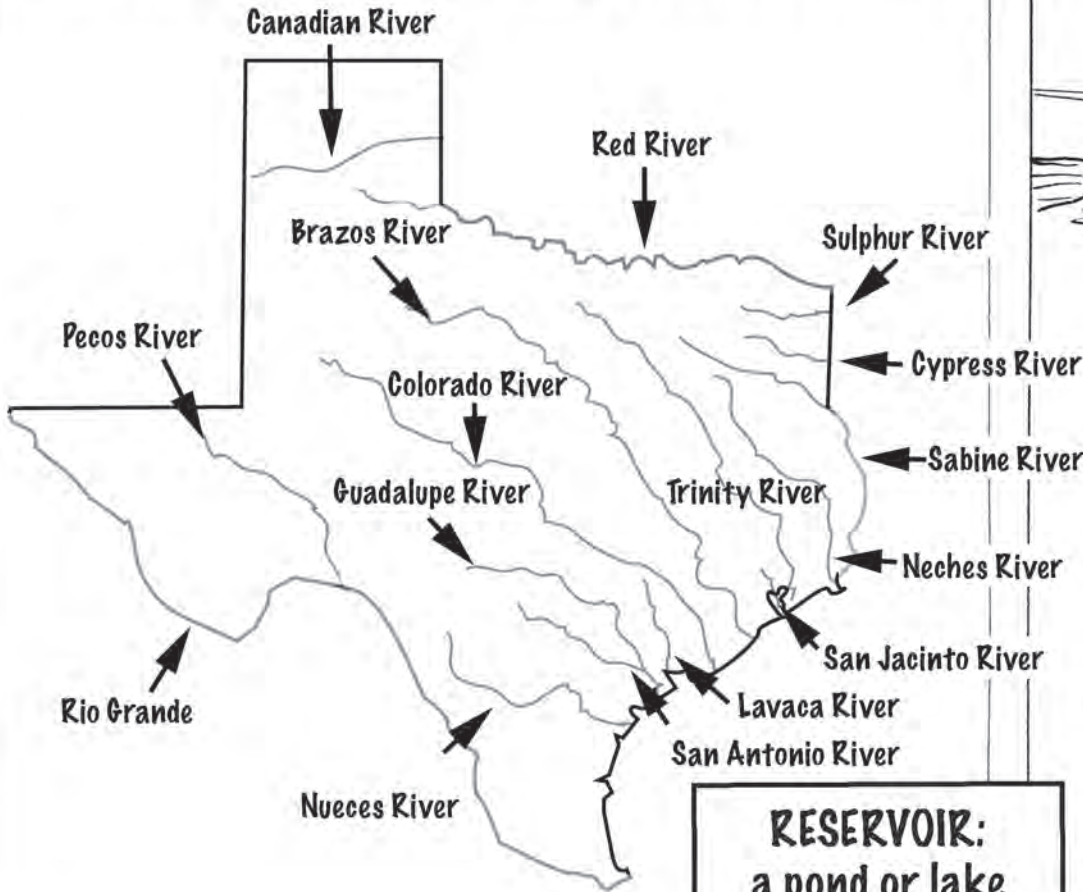 Canadian River
Red River
Brazos River
Sulphur River
Pecos River
Cypress River
Colorado River
Sabine River
Guadalupe River
Trinity River
Neches River
San Jacinto River
Rio Grande
Lavaca River
San Antonio River
Nueces River
RESERVOIR:
a pond or lake